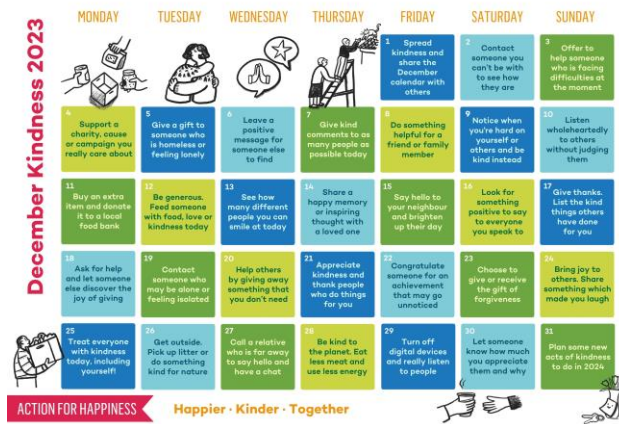 December Kindness 2023
MONDAY TUESDAY WEDNESDAY THURSDAY FRIDAY SATURDAY SUNDAY
1 Spread
kindness and
share the
December
calendar with
others
2 Contact
someone you
can't be with
to see how
they are
3 Offer to
help someone
who is facing
difficulties at
the moment
4 Support a
charity, cause
or campaign you
really care about
5 Give a gift to
someone who
is homeless or
feeling lonely
6 Leave a
positive
message for
someone else
to find
7 Give kind
comments to as
many people as
possible today
8 Do something
helpful for a
friend or family
member
9 Notice when
you're hard on
yourself or
others and be
kind instead
10 Listen
wholeheartedly
to others
without judging
them
11 Buy an extra
item and donate
it to a local
food bank
12 Be generous.
Feed someone
with food, love or
kindness today
13 See how
many different
people you can
smile at today
14 Share a
happy memory
or inspiring
thought with
a loved one
15 Say hello to
your neighbour
and brighten
up their day
16 Look for
something
positive to say
to everyone
you speak to
17 Give thanks.
List the kind
things others
have done
for you
18 Ask for help
and let someone
else discover the
joy of giving
19 Contact
someone who
may be alone or
feeling isolated
20 Help others
by giving away
something that
you don't need
21 Appreciate
kindness and
thank people
who do things
for you
22 Congratulate
someone for an
achievement
that may go
unnoticed
23 Choose to
give or receive
the gift of
forgiveness
24 Bring joy to
others. Share
something which
made you laugh
25 Treat everyone
with kindness
today, including
yourself!
26 Get outside.
Pick up litter or
do something
kind for nature
27 Call a relative
who is far away
to say hello and
have a chat
28 Be kind to
the planet. Eat
less meat and
use less energy
29 Turn off
digital devices
and really listen
to people
30 Let someone
know how much
you appreciate
them and why
31 Plan some new
acts of kindness
to do in 2024
ACTION FOR HAPPINESS
Happier · Kinder · Together